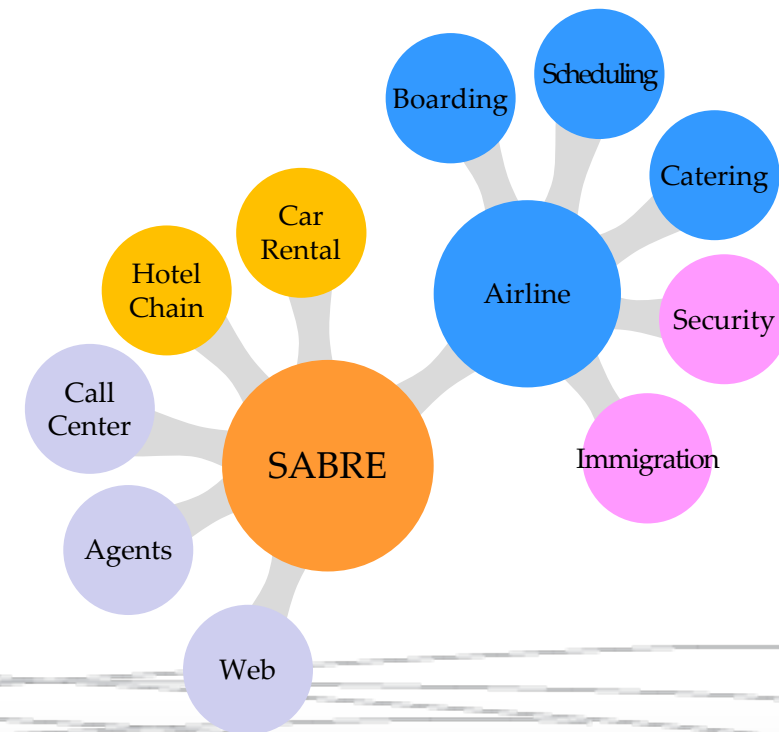 Scheduling
Boarding
Catering
Car
Rental
Hotel
Chain
Airline
Security
Call
Center
SABRE
Immigration
Agents
Web